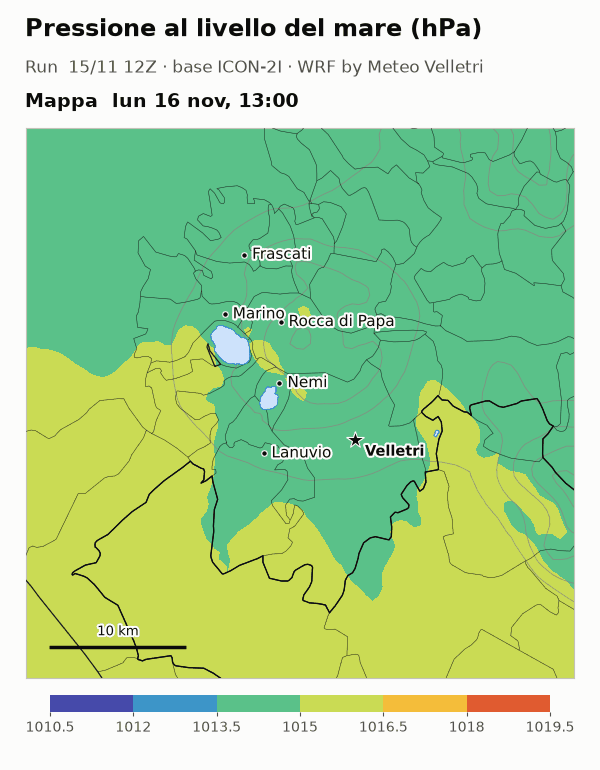 Pressione al livello del mare (hPa)
Run  15/11 12Z · base ICON-2I · WRF by Meteo Velletri
Mappa  lun 16 nov, 13:00
Frascati
Marino
Rocca di Papa
Nemi
Velletri
Lanuvio
10 km
1010.5 1012 1013.5 1015 1016.5 1018 1019.5